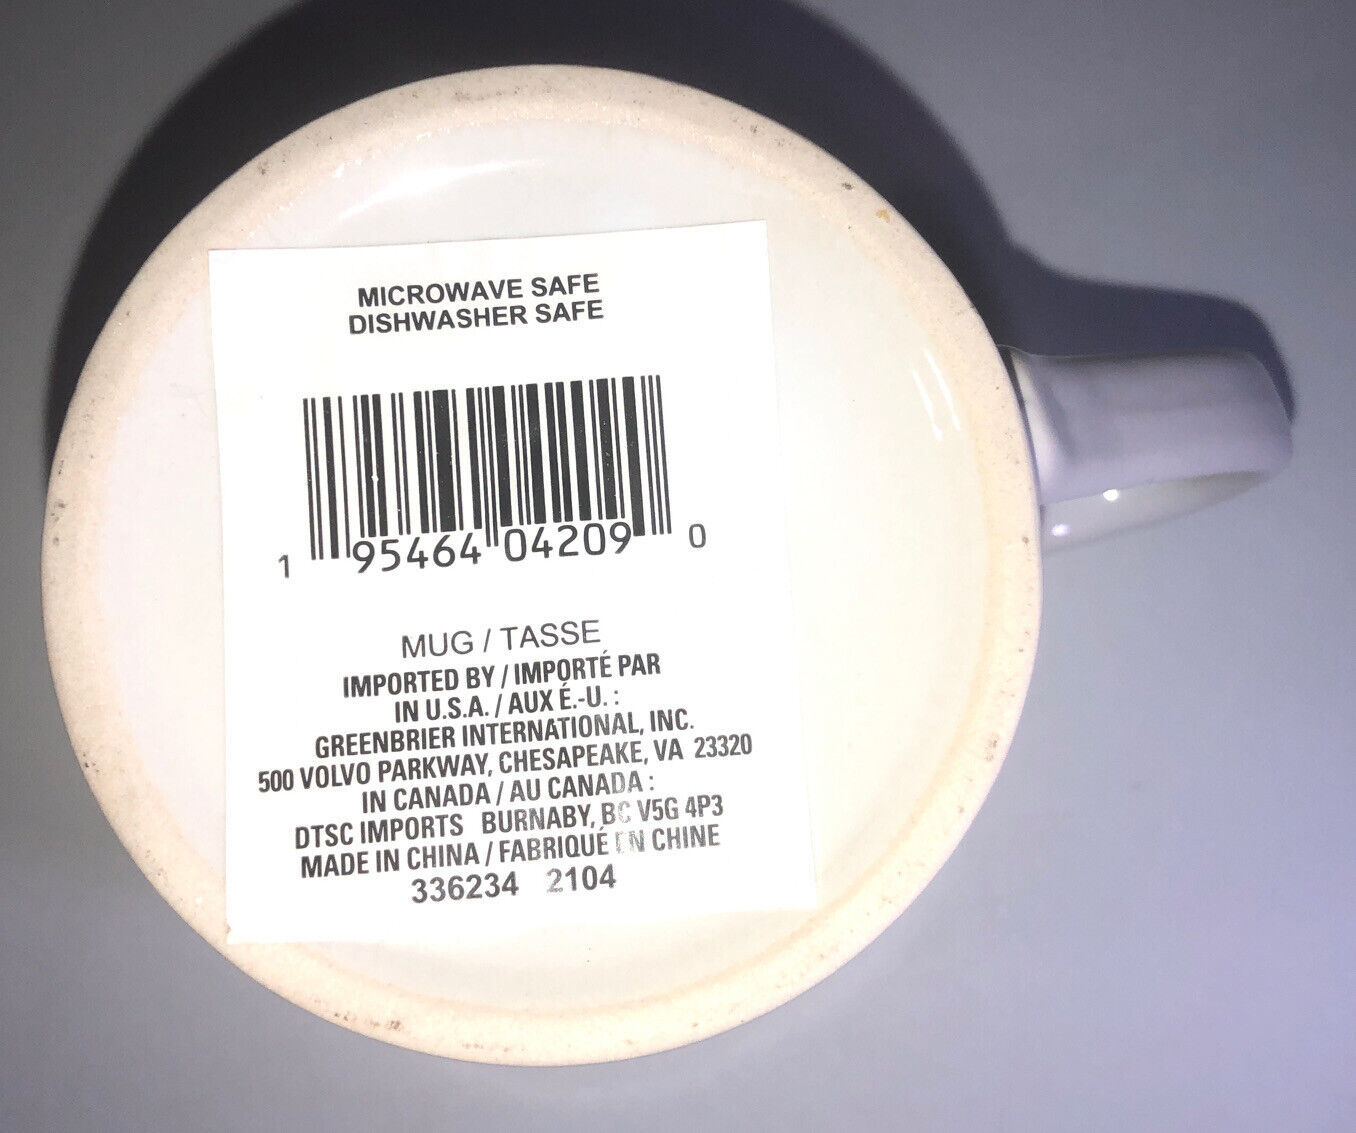 MICROWAVE SAFE
DISHWASHER SAFE
1 95464 04209 0
MUG / TASSE
IMPORTED BY / IMPORTÉ PAR
IN U.S.A. / AUX É.-U. :
GREENBRIER INTERNATIONAL, INC.
500 VOLVO PARKWAY, CHESAPEAKE, VA 23320
IN CANADA / AU CANADA :
DTSC IMPORTS BURNABY, BC V5G 4P3
MADE IN CHINA / FABRIQUÉ EN CHINE
336234 2104